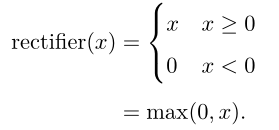 rectifier(x) = { x x ≥ 0
0 x < 0
= max(0, x).